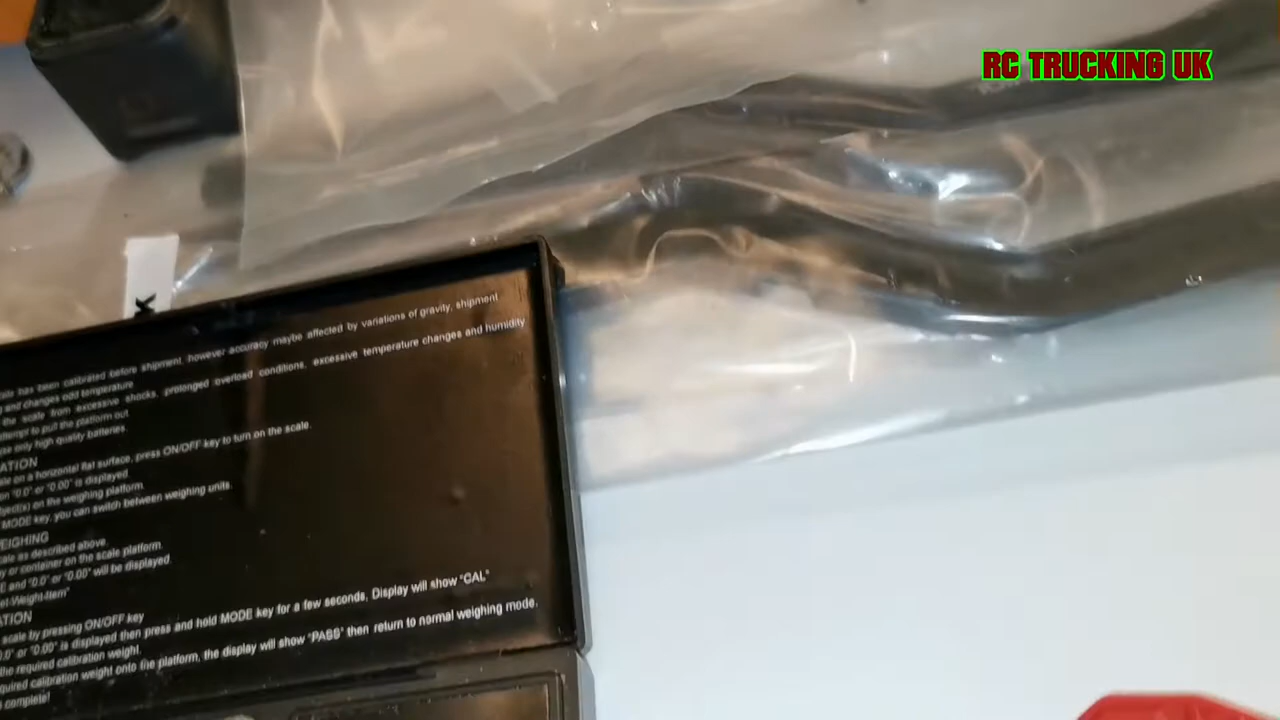 RC TRUCKING UK
K
ale has been calibrated before shipment, however accuracy maybe affected by variations of gravity, shipment
and changes odd temperature
the scale from excessive shocks, prolonged overload conditions, excessive temperature changes and humidity
attempt to pull the platform out
use only high quality batteries.
ATION
on a horizontal flat surface, press ON/OFF key to turn on the scale.
"0.0" or "0.00" is displayed.
ject(s) on the weighing platform.
MODE key, you can switch between weighing units.
EIGHING
cale as described above.
or container on the scale platform.
E and "0.0" or "0.00" will be displayed.
et-Weight-Item"
ATION
scale by pressing ON/OFF key
0.0" or "0.00" is displayed then press and hold MODE key for a few seconds, Display will show "CAL"
the required calibration weight.
quired calibration weight onto the platform, the display will show "PASS" then return to normal weighing mode.
complete!